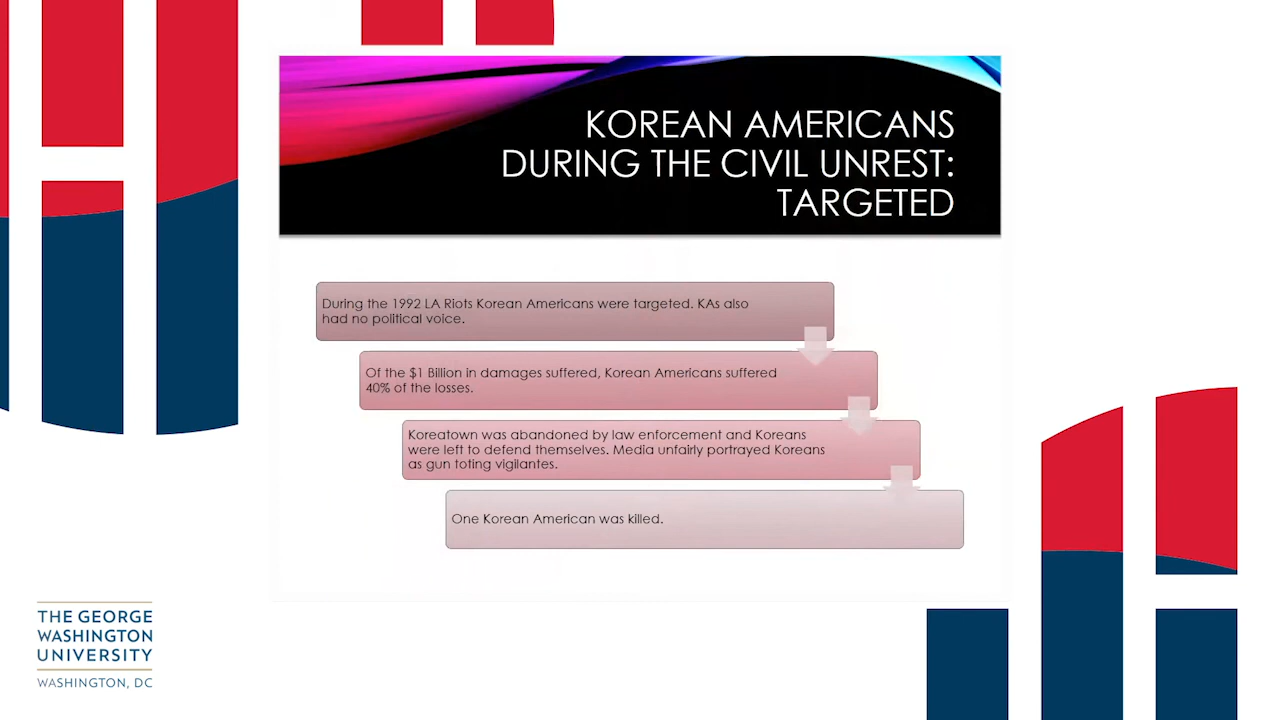 KOREAN AMERICANS
DURING THE CIVIL UNREST:
TARGETED
During the 1992 LA Riots Korean Americans were targeted. KAs also
had no political voice.
Of the $1 Billion in damages suffered, Korean Americans suffered
40% of the losses.
Koreatown was abandoned by law enforcement and Koreans
were left to defend themselves. Media unfairly portrayed Koreans
as gun toting vigilantes.
One Korean American was killed.
THE GEORGE
WASHINGTON
UNIVERSITY
WASHINGTON, DC